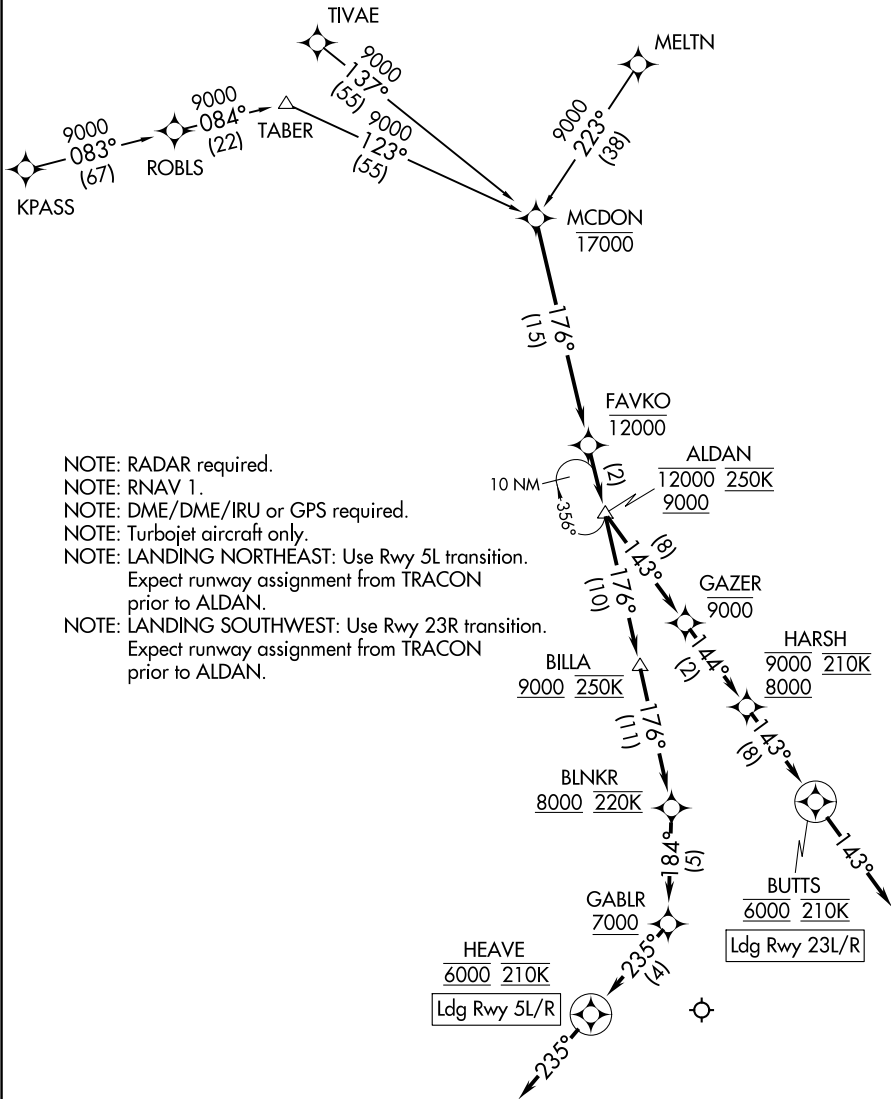 TIVAE
9000
137°
(55)
MELTN
9000
223°
(38)
9000
083°
(67)
KPASS
9000
084°
(22)
ROBLS
TABER
9000
123°
(55)
MCDON
17000
176°
(15)
FAVKO
12000
(2)
10 NM
356°
ALDAN
12000 250K
9000
NOTE: RADAR required.
NOTE: RNAV 1.
NOTE: DME/DME/IRU or GPS required.
NOTE: Turbojet aircraft only.
NOTE: LANDING NORTHEAST: Use Rwy 5L transition.
Expect runway assignment from TRACON
prior to ALDAN.
NOTE: LANDING SOUTHWEST: Use Rwy 23R transition.
Expect runway assignment from TRACON
prior to ALDAN.
(8)
143°
176°
(10)
GAZER
9000
144°
(2)
HARSH
9000 210K
8000
BILLA
9000 250K
176°
(11)
143°
(8)
BLNKR
8000 220K
184°
(5)
143°
BUTTS
6000 210K
Ldg Rwy 23L/R
GABLR
7000
235°
(4)
HEAVE
6000 210K
Ldg Rwy 5L/R
235°